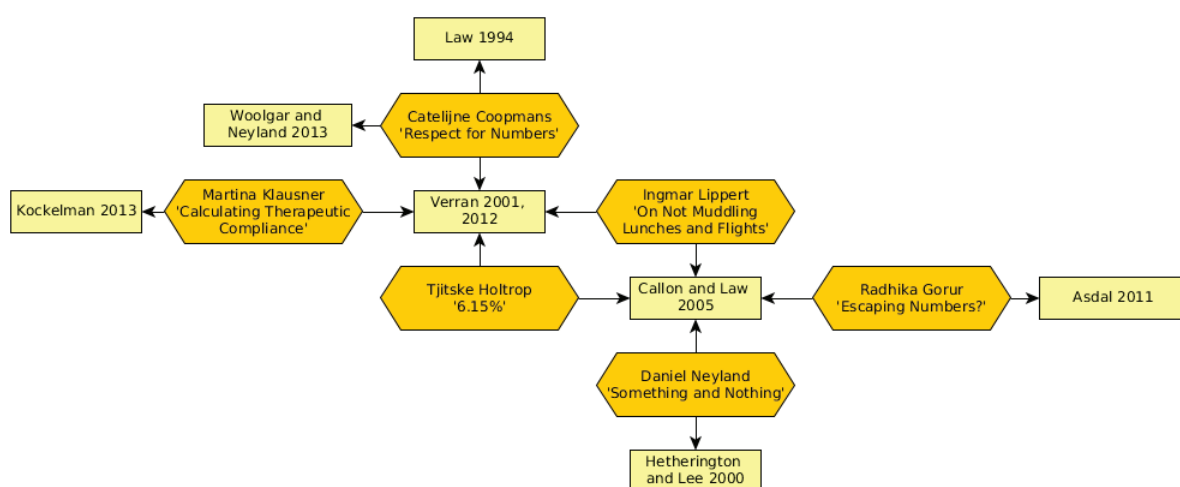 Law 1994
Catelijne Coopmans
'Respect for Numbers'
Woolgar and
Neyland 2013
Kockelman 2013
Martina Klausner
'Calculating Therapeutic
Compliance'
Verran 2001,
2012
Ingmar Lippert
'On Not Muddling
Lunches and Flights'
Tjitske Holtrop
'6.15%'
Callon and Law
2005
Radhika Gorur
'Escaping Numbers?'
Asdal 2011
Daniel Neyland
'Something and Nothing'
Hetherington
and Lee 2000